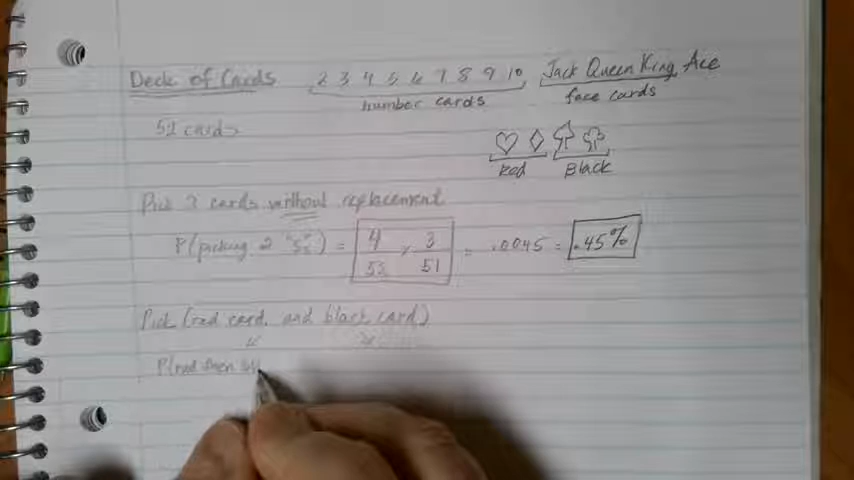 Deck of Cards 2 3 4 5 6 7 8 9 10 Jack Queen King, Ace
number cards face cards
52 cards
Red Black
Pick 2 cards without replacement
P(picking 2 "5s") = 4/52 × 3/51 = .0045 = .45%
Pick (red card and black card)
P(red then bl